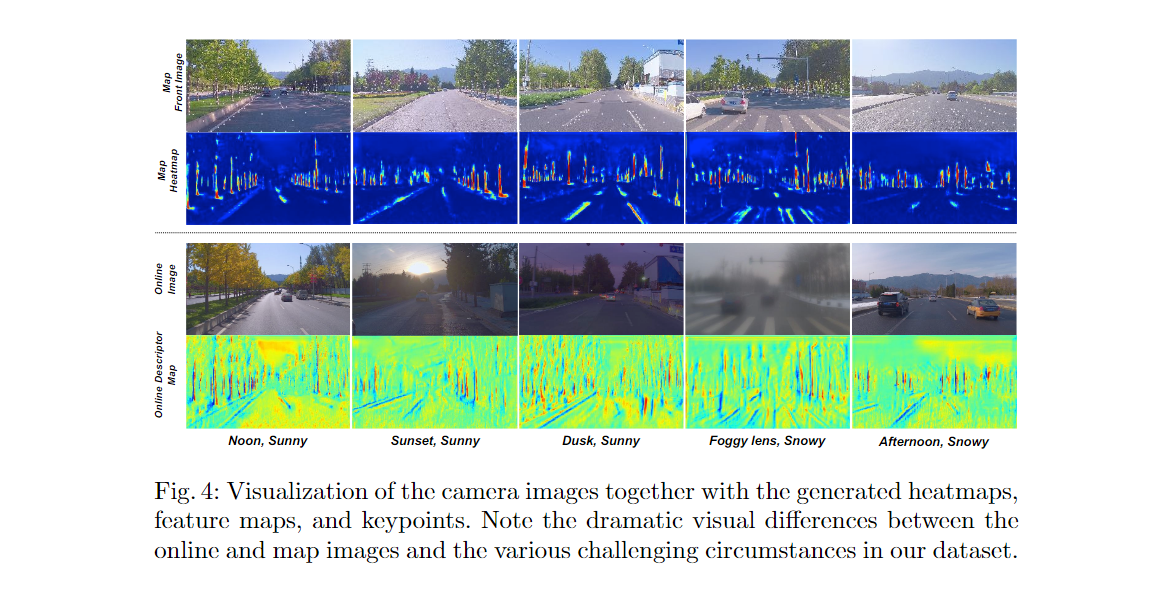 Map
Front Image
Map
Heatmap
Online
Image
Online Descriptor
Map
Noon, Sunny
Sunset, Sunny
Dusk, Sunny
Foggy lens, Snowy
Afternoon, Snowy
Fig. 4: Visualization of the camera images together with the generated heatmaps,
feature maps, and keypoints. Note the dramatic visual differences between the
online and map images and the various challenging circumstances in our dataset.